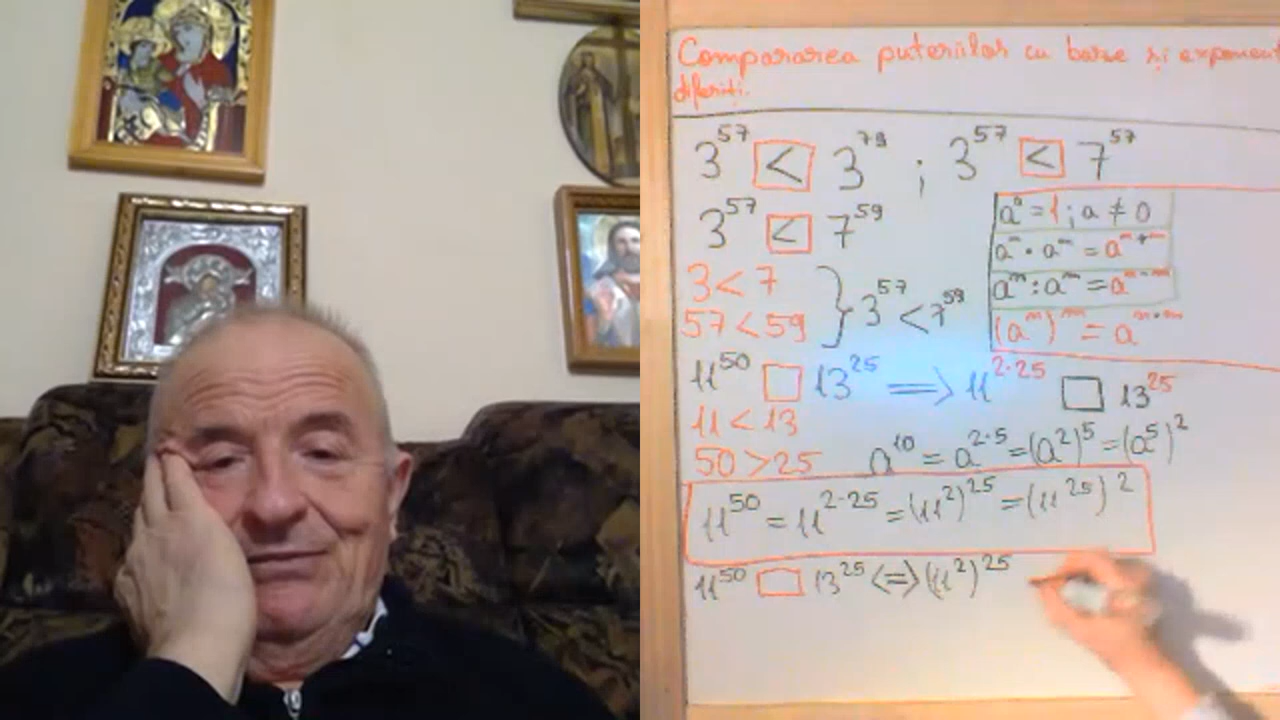 Compararea puterilor cu baze și exponenți
diferiți.
3^57 < 3^79 ; 3^57 < 7^57
3^57 < 7^59
3 < 7
57 < 59
} 3^57 < 7^59
a^0 = 1 ; a ≠ 0
a^m · a^n = a^m+n
a^m : a^n = a^m-n
(a^m)^n = a^m·n
11^50 □ 13^25 ⟹ 11^2·25 □ 13^25
11 < 13
50 > 25
a^10 = a^2·5 = (a^2)^5 = (a^5)^2
11^50 = 11^2·25 = (11^2)^25 = (11^25)^2
11^50 □ 13^25 <=> (11^2)^25